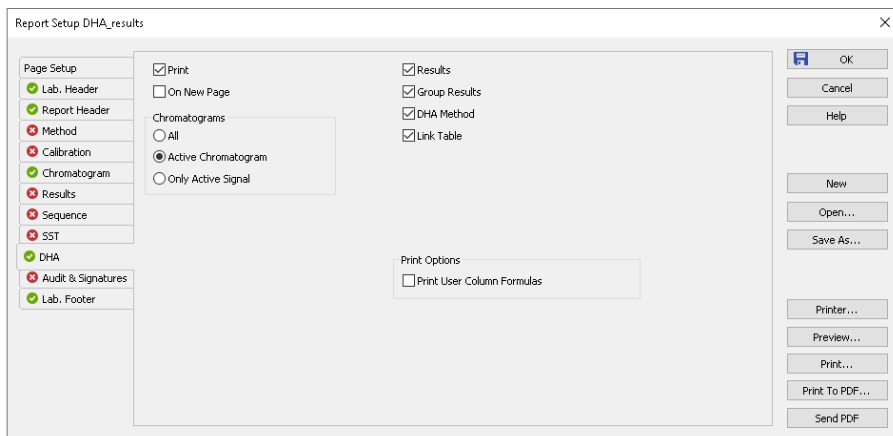 Report Setup DHA_results
Page Setup
Lab. Header
Report Header
Method
Calibration
Chromatogram
Results
Sequence
SST
DHA
Audit & Signatures
Lab. Footer
Print
On New Page
Chromatograms
All
Active Chromatogram
Only Active Signal
Results
Group Results
DHA Method
Link Table
Print Options
Print User Column Formulas
OK
Cancel
Help
New
Open...
Save As...
Printer...
Preview...
Print...
Print To PDF...
Send PDF